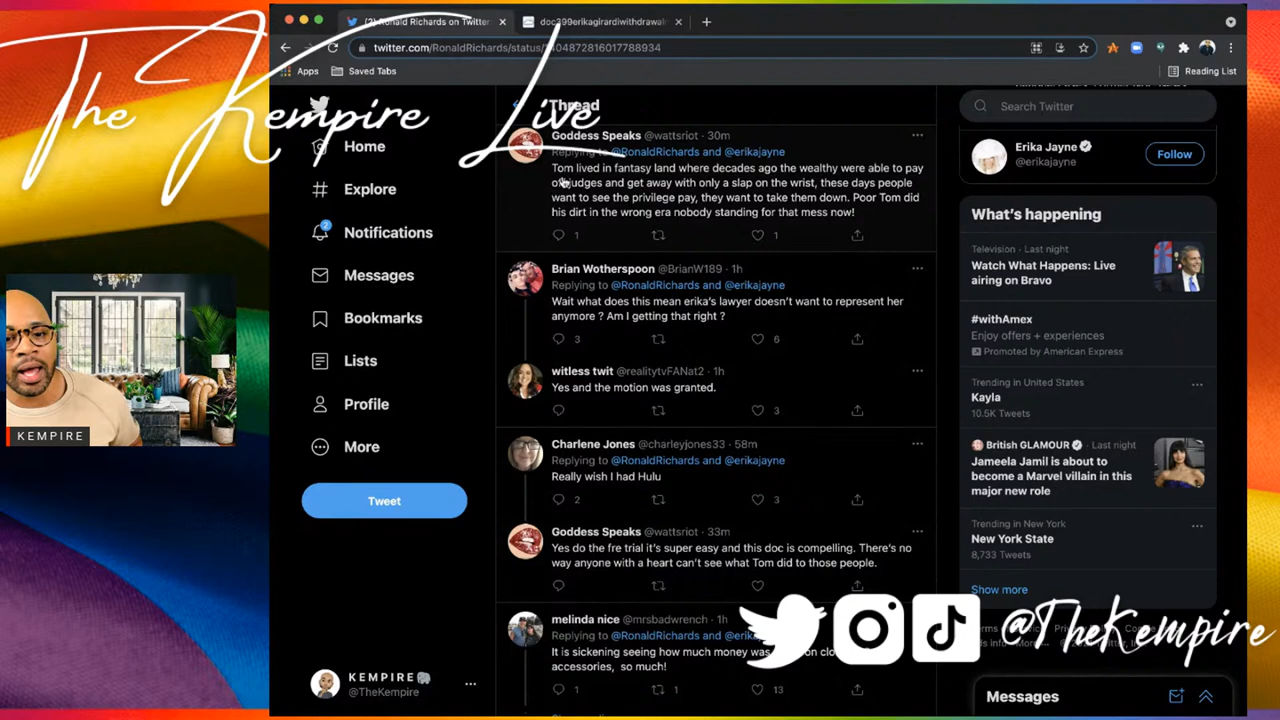 The Kempire Live
(2) Ronald Richards on Twitter
doc399erikagirardiwithdrawal
Apps
Saved Tabs
Reading List
Home
Explore
2
Notifications
Messages
Bookmarks
Lists
Profile
More
Tweet
KEMPIRE
@TheKempire
Thread
Goddess Speaks @wattsriot · 30m
Replying to @RonaldRichards and @erikajayne
Tom lived in fantasy land where decades ago the wealthy were able to pay
judges and get away with only a slap on the wrist, these days people
want to see the privilege pay, they want to take them down. Poor Tom did
his dirt in the wrong era nobody standing for that mess now!
1
1
Brian Wotherspoon @BrianW189 · 1h
Replying to @RonaldRichards and @erikajayne
Wait what does this mean erika's lawyer doesn't want to represent her
anymore ? Am I getting that right ?
3
6
witless twit @realitytvFANat2 · 1h
Yes and the motion was granted.
3
Charlene Jones @charleyjones33 · 58m
Replying to @RonaldRichards and @erikajayne
Really wish I had Hulu
2
3
Goddess Speaks @wattsriot · 33m
Yes do the fre trial it's super easy and this doc is compelling. There's no
way anyone with a heart can't see what Tom did to those people.
melinda nice @mrsbadwrench · 1h
Replying to @RonaldRichards and
It is sickening seeing how much money was on
accessories, so much!
1
1
13
Search Twitter
Erika Jayne
@erikajayne
Follow
What's happening
Television · Last night
Watch What Happens: Live
airing on Bravo
#withAmex
Enjoy offers + experiences
Promoted by American Express
Trending in United States
Kayla
10.5K Tweets
British GLAMOUR · Last night
Jameela Jamil is about to
become a Marvel villain in this
major new role
Trending in New York
New York State
8,733 Tweets
Show more
Messages
KEMPIRE
@TheKempire